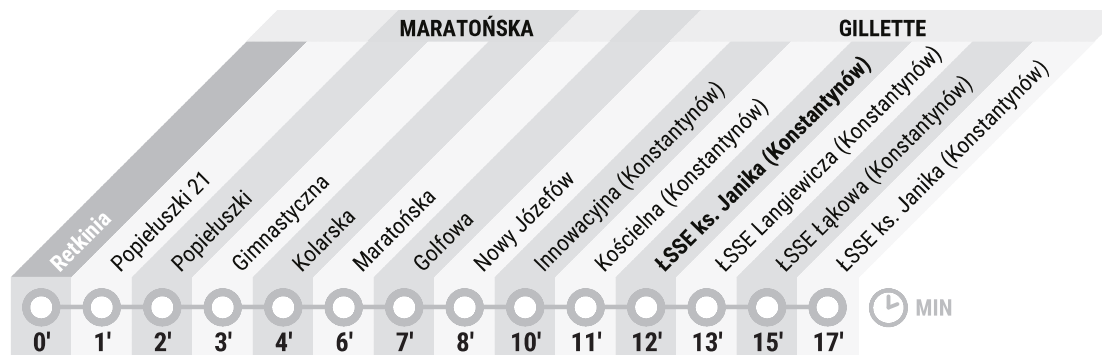 MARATOŃSKA
GILLETTE
Retkinia
Popiełuszki 21
Popiełuszki
Gimnastyczna
Kolarska
Maratońska
Golfowa
Nowy Józefów
Innowacyjna (Konstantynów)
Kościelna (Konstantynów)
ŁSSE ks. Janika (Konstantynów)
ŁSSE Langiewicza (Konstantynów)
ŁSSE Łąkowa (Konstantynów)
ŁSSE ks. Janika (Konstantynów)
MIN
0' 1' 2' 3' 4' 6' 7' 8' 10' 11' 12' 13' 15' 17'